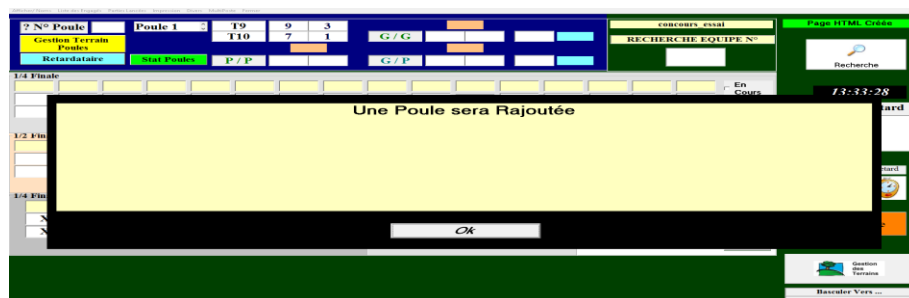 ? N° Poule
Poule 1
T9 9 3
T10 7 1
Gestion Terrain
Poules
Retardataire
Stat Poules
P / P
G / G
G / P
concours_essai
RECHERCHE EQUIPE N°
Page HTML Créée
Recherche
13:33:28
1/4 Finale
En
Cours
Une Poule sera Rajoutée
Ok
1/2 Fin
1/4 Fin
X
X
tard
Gestion
des
Terrains
Basculer Vers ...